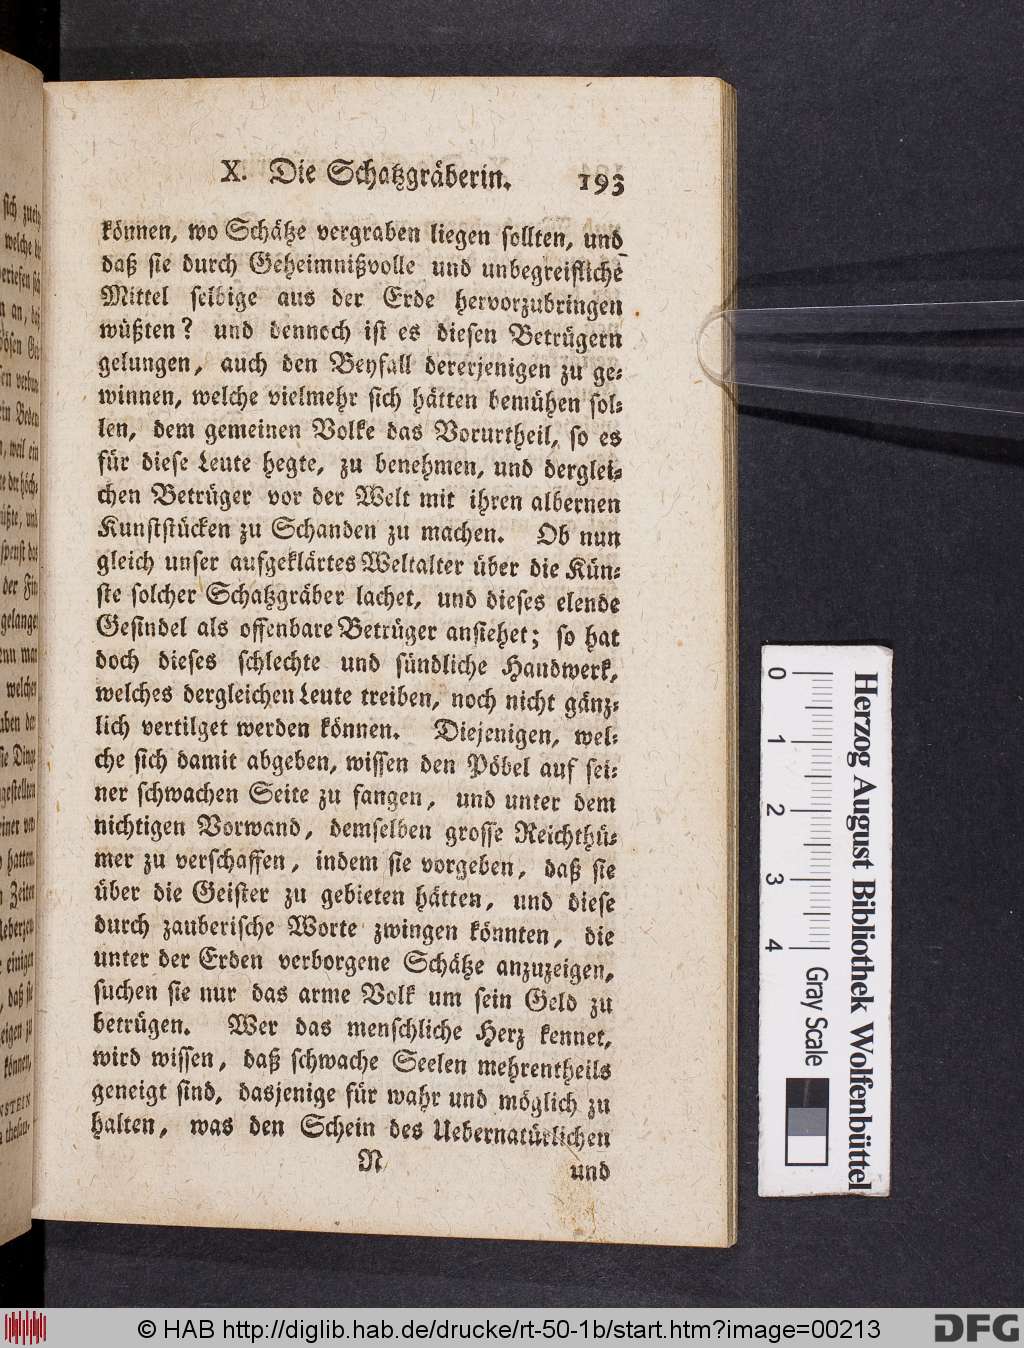 X. Die Schatzgräberin. 193
können, wo Schätze vergraben liegen sollten, und
daß sie durch Geheimnißvolle und unbegreifliche
Mittel selbige aus der Erde hervorzubringen
wüßten? und dennoch ist es diesen Betrügern
gelungen, auch den Beyfall dererjenigen zu ge-
winnen, welche vielmehr sich hätten bemühen sol-
len, dem gemeinen Volke das Vorurtheil, so es
für diese Leute hegte, zu benehmen, und derglei-
chen Betrüger vor der Welt mit ihren albernen
Kunststücken zu Schanden zu machen. Ob nun
gleich unser aufgeklärtes Weltalter über die Kün-
ste solcher Schatzgräber lachet, und dieses elende
Gesindel als offenbare Betrüger ansiehet; so hat
doch dieses schlechte und sündliche Handwerk,
welches dergleichen Leute treiben, noch nicht gänz-
lich vertilget werden können. Diejenigen, wel-
che sich damit abgeben, wissen den Pöbel auf sei-
ner schwachen Seite zu fangen, und unter dem
nichtigen Vorwand, demselben grosse Reichthü-
mer zu verschaffen, indem sie vorgeben, daß sie
über die Geister zu gebieten hätten, und diese
durch zauberische Worte zwingen könnten, die
unter der Erden verborgene Schätze anzuzeigen,
suchen sie nur das arme Volk um sein Geld zu
betrügen. Wer das menschliche Herz kennet,
wird wissen, daß schwache Seelen mehrentheils
geneigt sind, dasjenige für wahr und möglich zu
halten, was den Schein des Uebernatürlichen
N und
0 1 2 3 4
Gray Scale
Herzog August Bibliothek Wolfenbüttel
© HAB http://diglib.hab.de/drucke/rt-50-1b/start.htm?image=00213
DFG